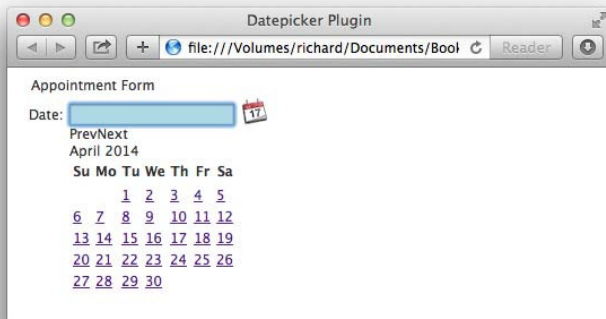 Datepicker Plugin
file:///Volumes/richard/Documents/Book
Reader
Appointment Form
Date:
17
PrevNext
April 2014
Su Mo Tu We Th Fr Sa
1 2 3 4 5
6 7 8 9 10 11 12
13 14 15 16 17 18 19
20 21 22 23 24 25 26
27 28 29 30